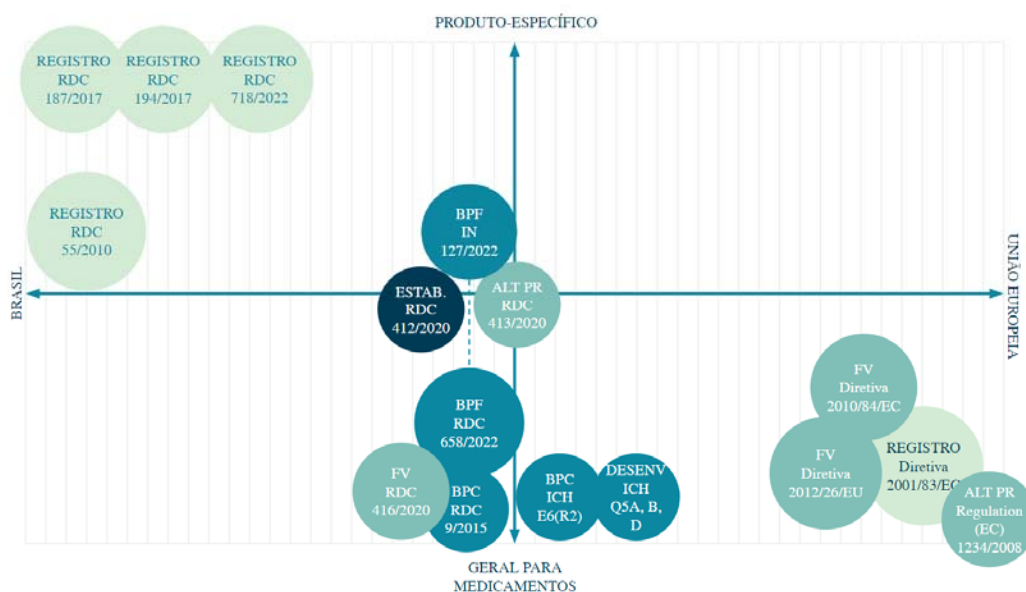 PRODUTO-ESPECÍFICO
REGISTRO
RDC
187/2017
REGISTRO
RDC
194/2017
REGISTRO
RDC
718/2022
REGISTRO
RDC
55/2010
BPF
IN
127/2022
BRASIL
UNIÃO EUROPEIA
ESTAB.
RDC
412/2020
ALT PR
RDC
413/2020
BPF
RDC
658/2022
FV
RDC
416/2020
BPC
RDC
9/2015
BPC
ICH
E6(R2)
DESENV
ICH
Q5A, B,
D
FV
Diretiva
2010/84/EC
FV
Diretiva
2012/26/EU
REGISTRO
Diretiva
2001/83/EC
ALT PR
Regulation
(EC)
1234/2008
GERAL PARA
MEDICAMENTOS